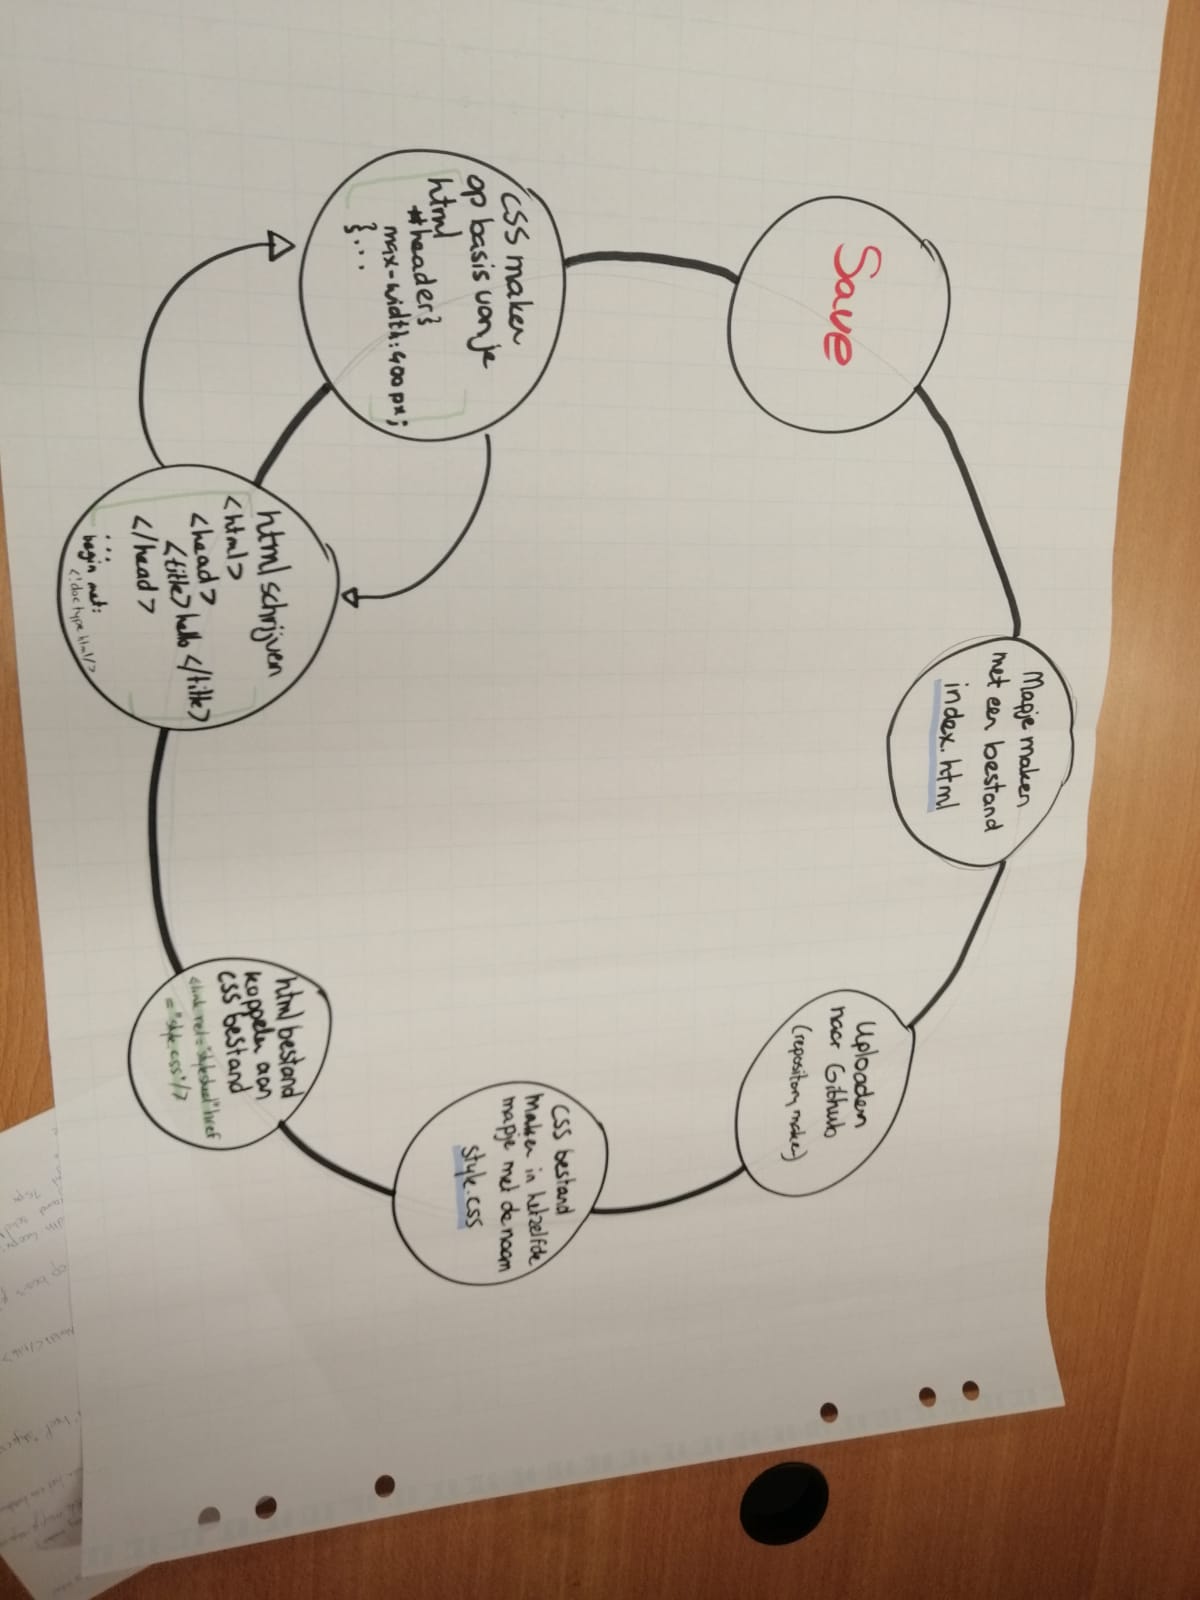 Mapje maken
met een bestand
index.html
Uploaden
naar Github
(repository maken)
CSS bestand
maken in hetzelfde
mapje met de naam
style.css
html bestand
koppelen aan
css bestand
<link rel="stylesheet" href
="style.css"/>
html schrijven
<html>
<head>
<title> hello </title>
</head>
...
begin met:
<!doctype html/>
CSS maken
op basis van je
html
#header}
max-width:400px;
}...
Save